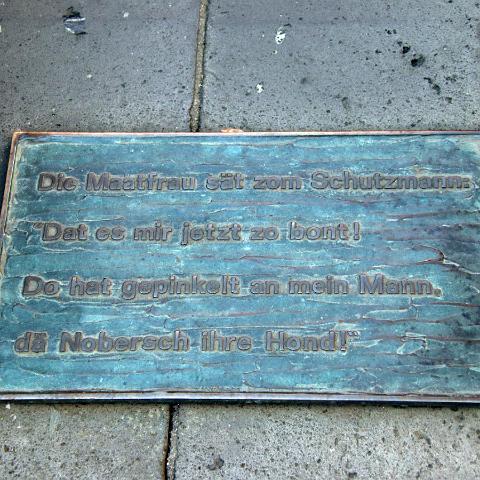 Die Maatfrau sät zom Schutzmann:
"Dat es mir jetzt zo bont!
Do hat gepinkelt an mein Mann,
dä Nobersch ihre Hond!"